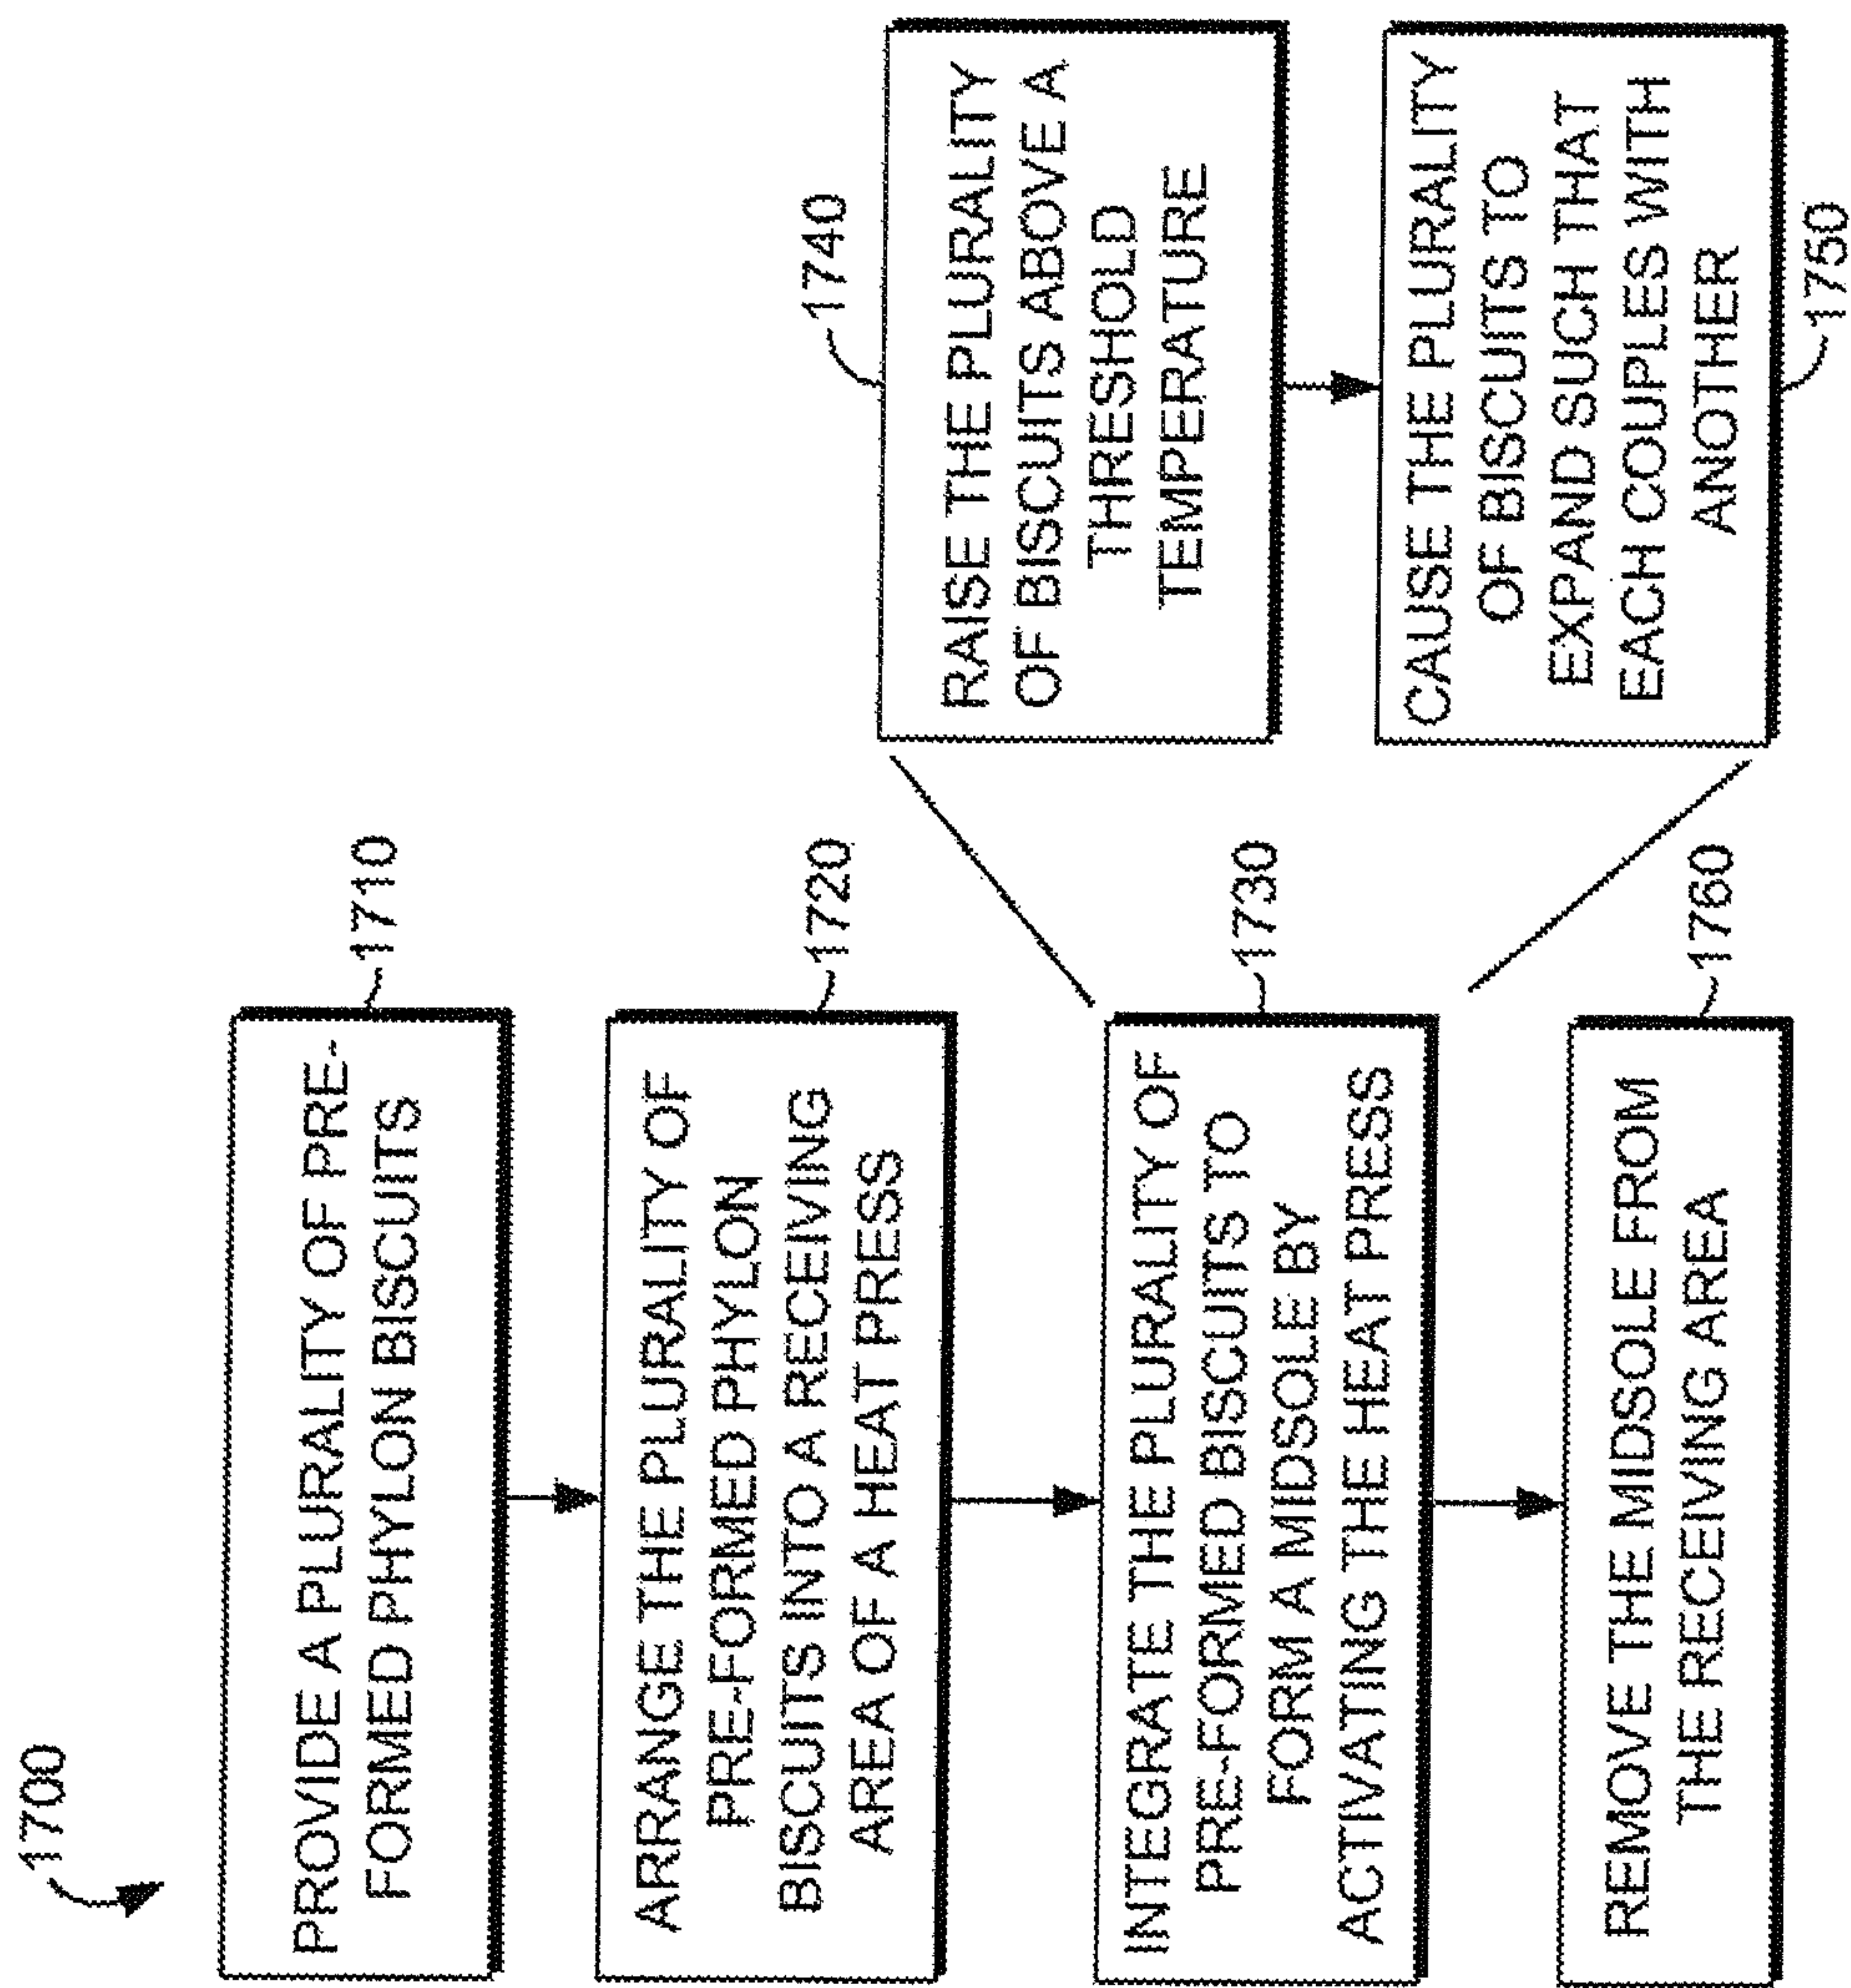 1700
PROVIDE A PLURALITY OF PRE-
FORMED PHYLON BISCUITS
1710
ARRANGE THE PLURALITY OF
PRE-FORMED PHYLON
BISCUITS INTO A RECEIVING
AREA OF A HEAT PRESS
1720
INTEGRATE THE PLURALITY OF
PRE-FORMED BISCUITS TO
FORM A MIDSOLE BY
ACTIVATING THE HEAT PRESS
1730
RAISE THE PLURALITY
OF BISCUITS ABOVE A
THRESHOLD
TEMPERATURE
1740
CAUSE THE PLURALITY
OF BISCUITS TO
EXPAND SUCH THAT
EACH COUPLES WITH
ANOTHER
1750
REMOVE THE MIDSOLE FROM
THE RECEIVING AREA
1760